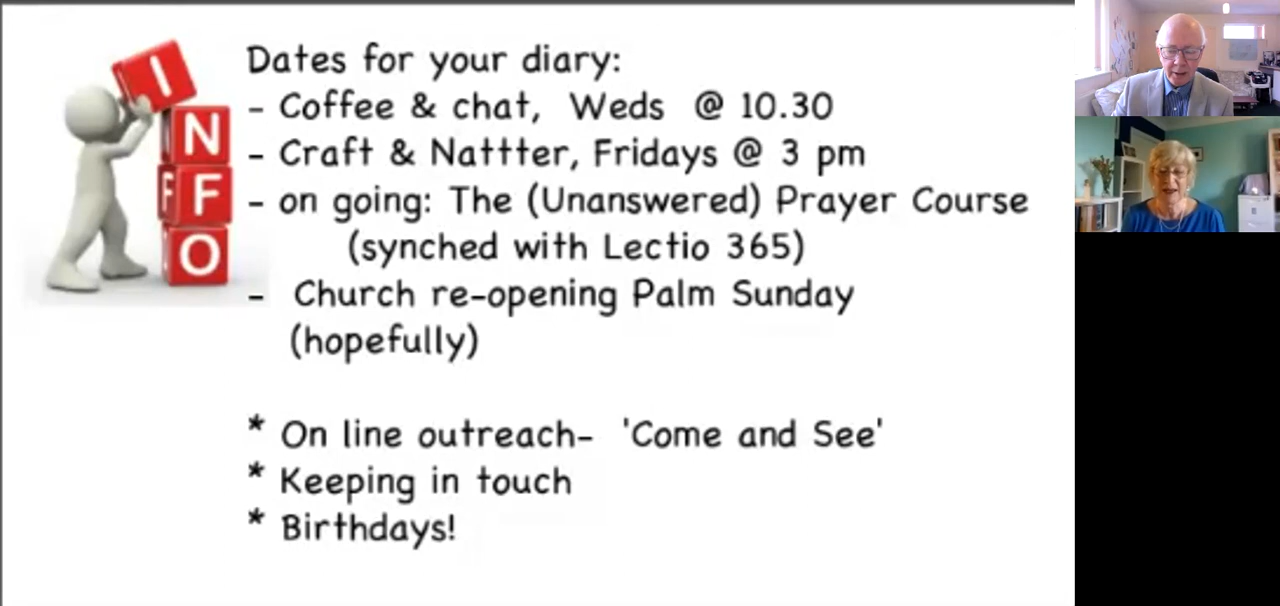 INFO
F
Dates for your diary:
- Coffee & chat, Weds @ 10.30
- Craft & Nattter, Fridays @ 3 pm
- on going: The (Unanswered) Prayer Course
(synched with Lectio 365)
- Church re-opening Palm Sunday
(hopefully)
* On line outreach- 'Come and See'
* Keeping in touch
* Birthdays!